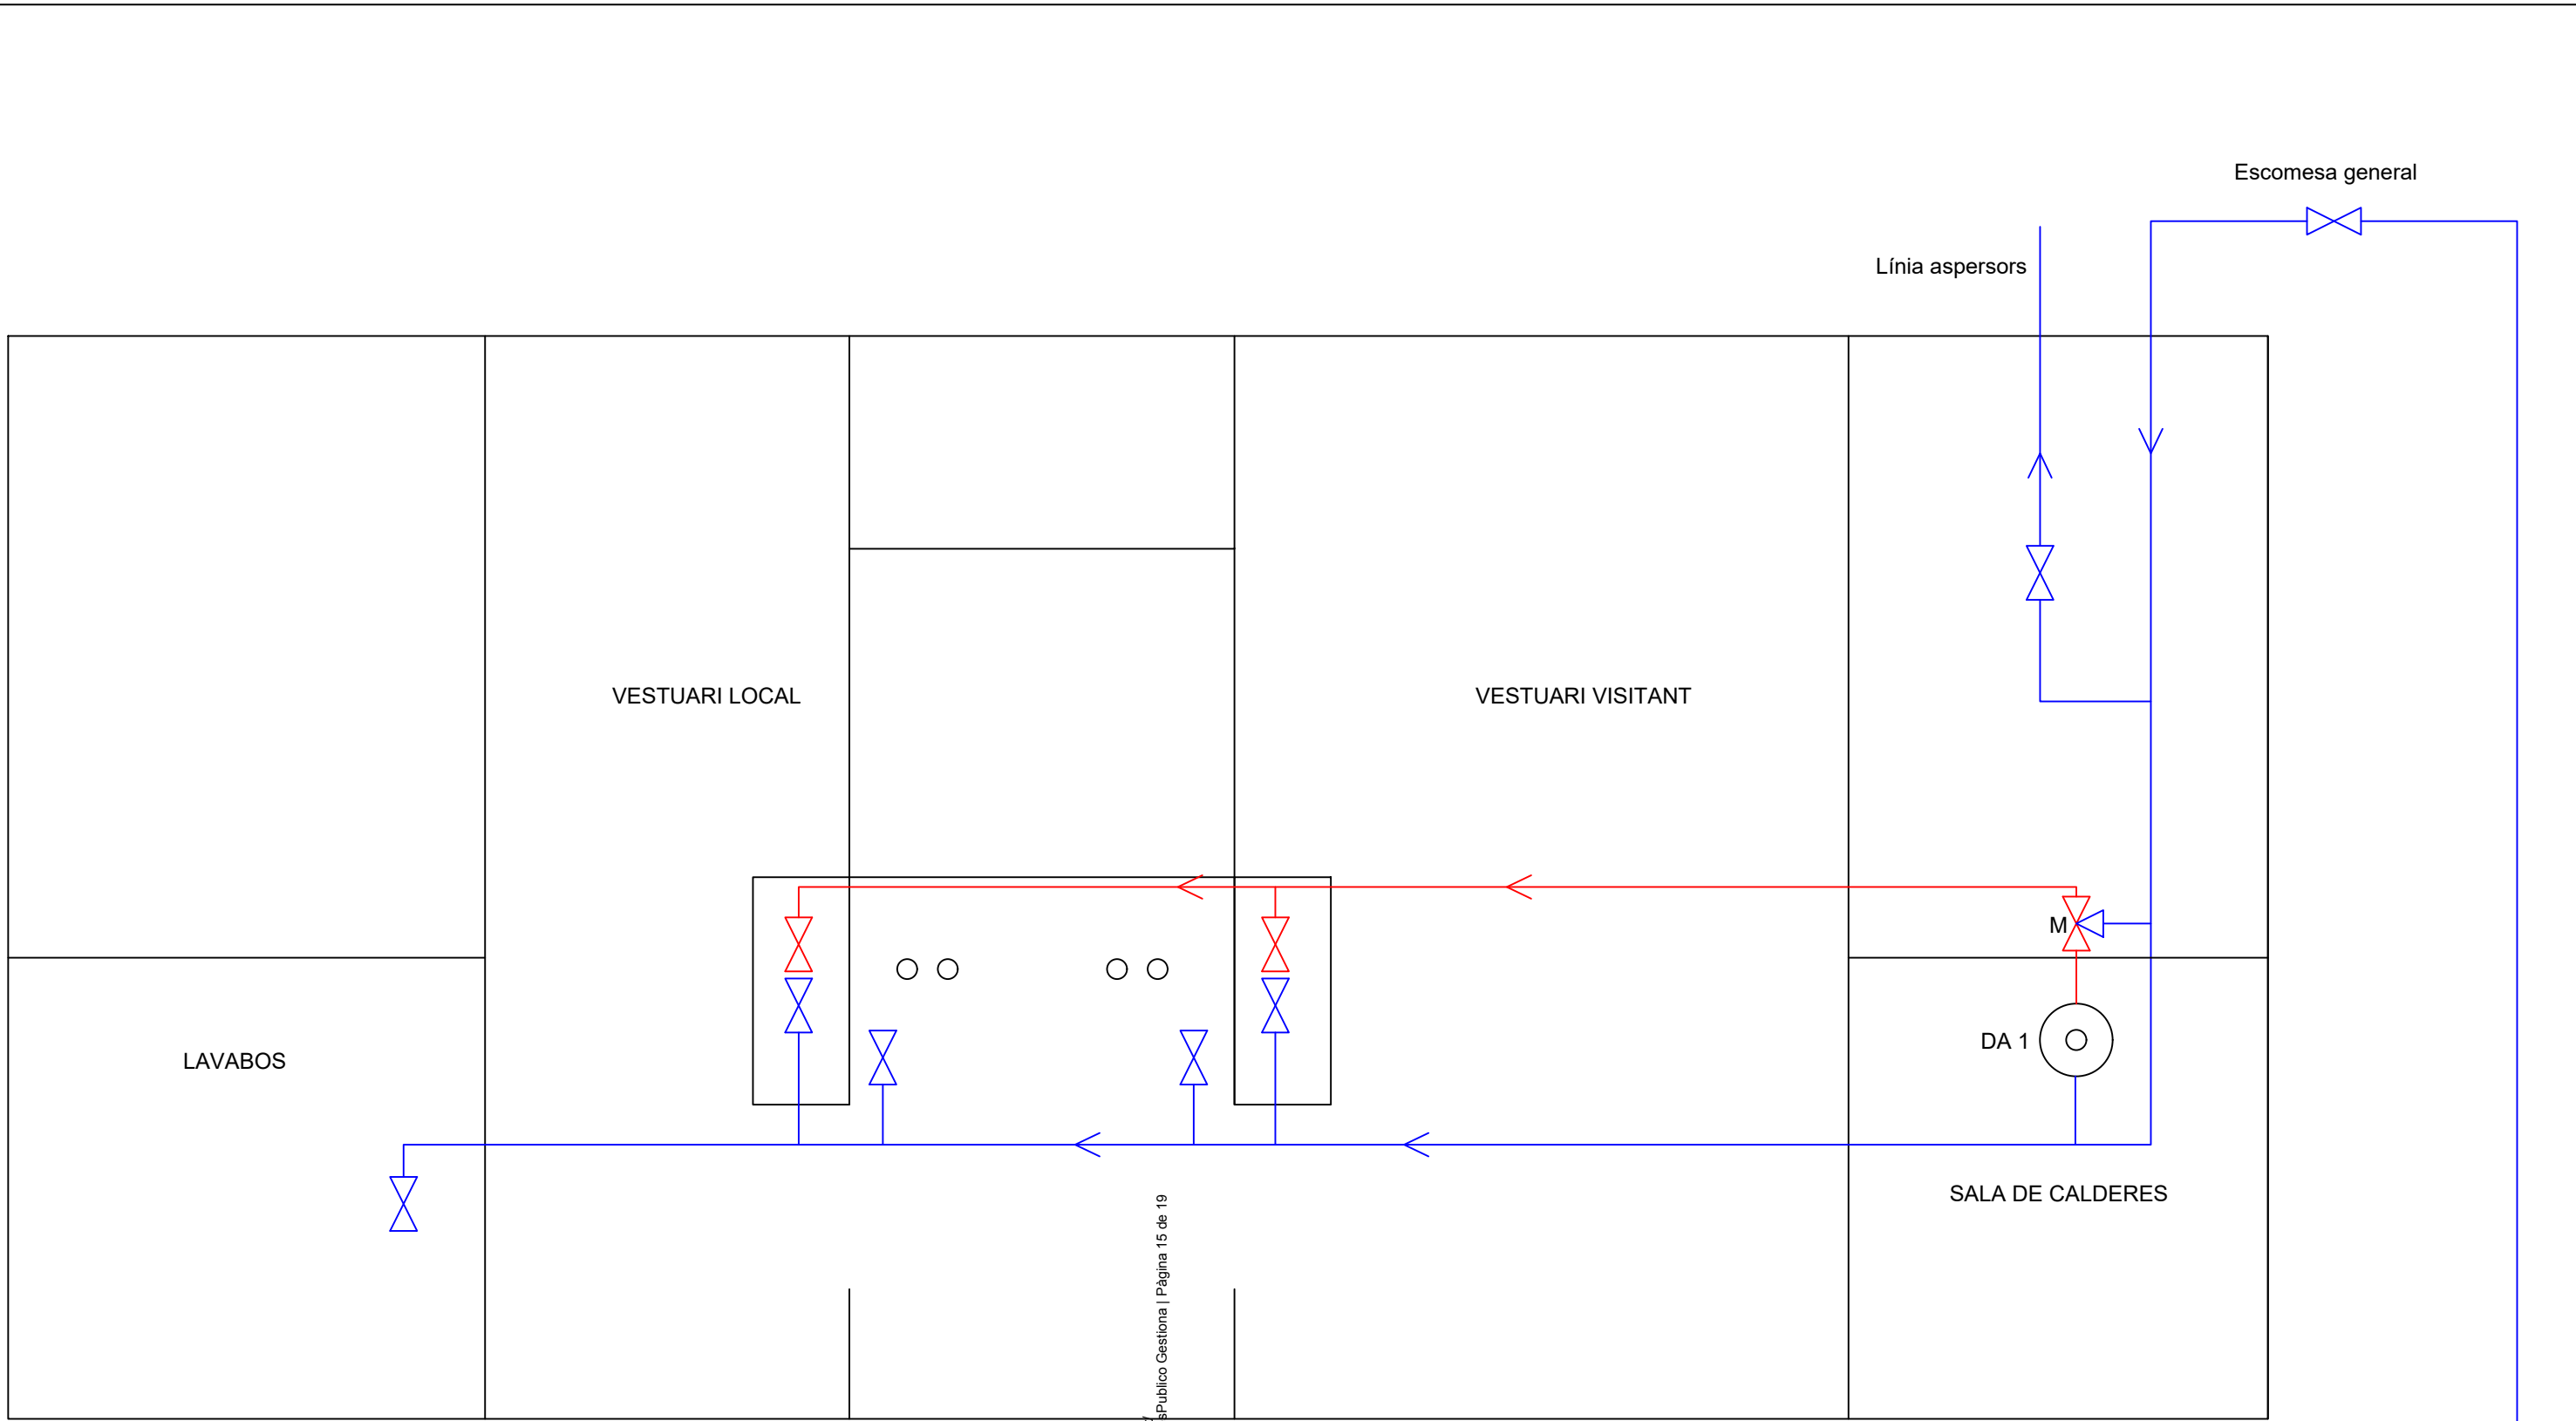 Escomesa general
Línia aspersors
VESTUARI LOCAL
VESTUARI VISITANT
M
DA 1
LAVABOS
SALA DE CALDERES
sPublico Gestiona | Pàgina 15 de 19